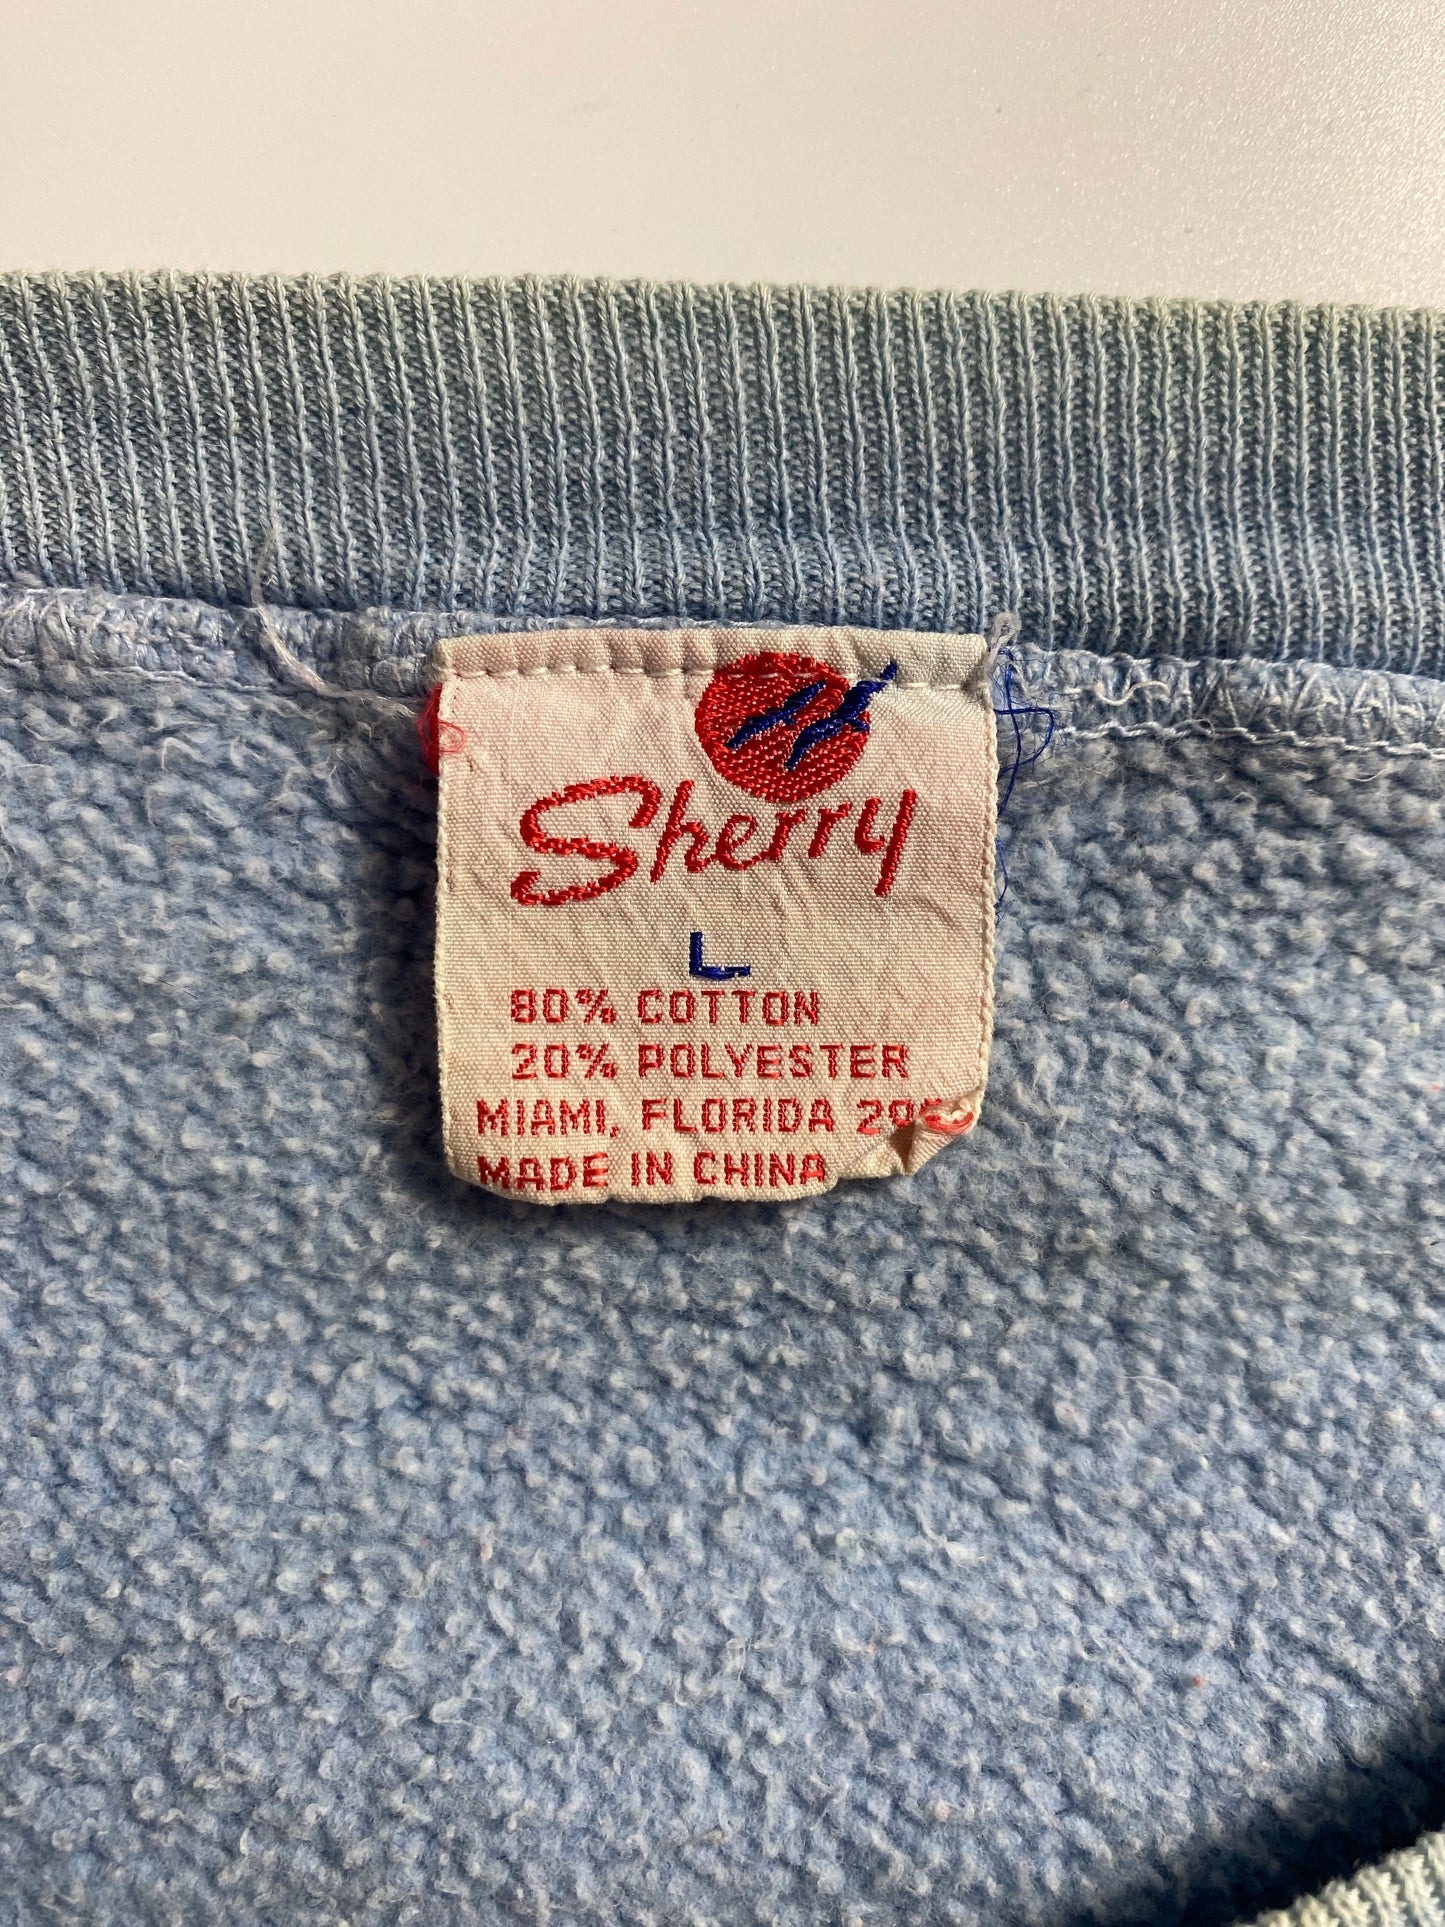 Sherry
L
80% COTTON
20% POLYESTER
MIAMI, FLORIDA
MADE IN CHINA